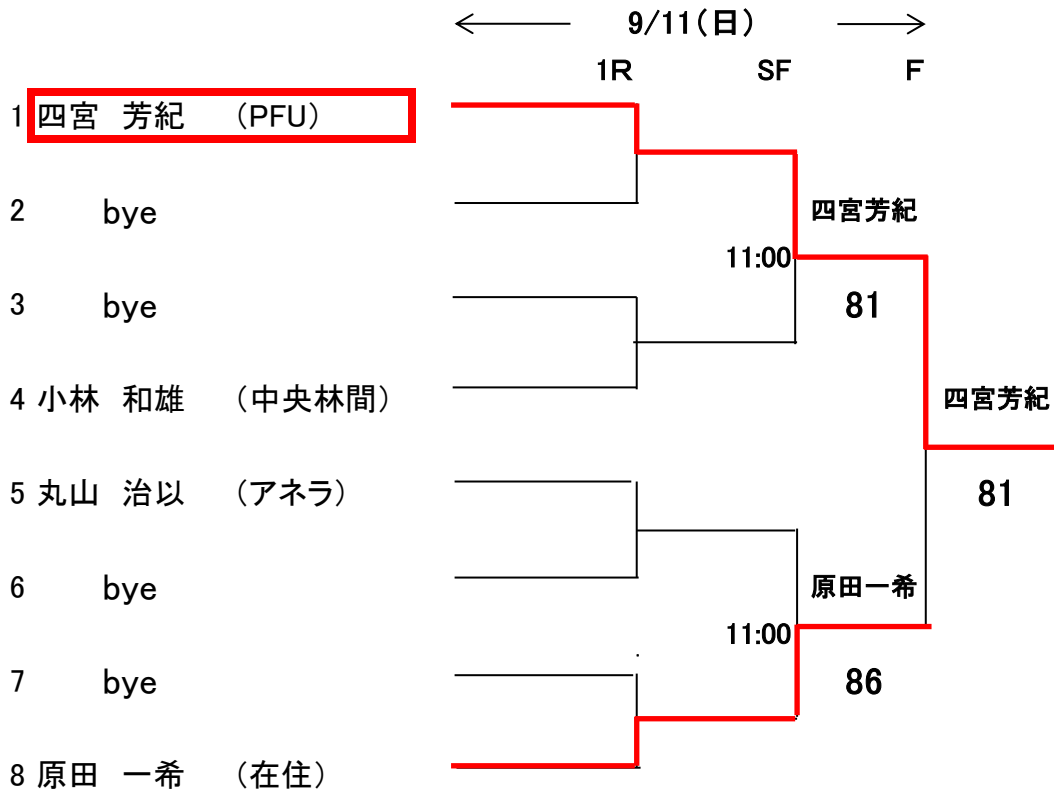 9/11(日)
1R SF F
1 四宮 芳紀 (PFU)
2 bye 四宮芳紀
11:00
3 bye 81
4 小林 和雄 (中央林間) 四宮芳紀
5 丸山 治以 (アネラ) 81
6 bye 原田一希
11:00
7 bye 86
8 原田 一希 (在住)